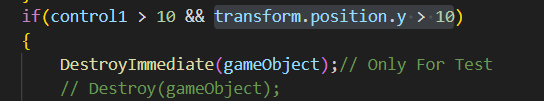 if(control1 > 10 && transform.position.y > 10)
{
DestroyImmediate(gameObject);// Only For Test
// Destroy(gameObject);